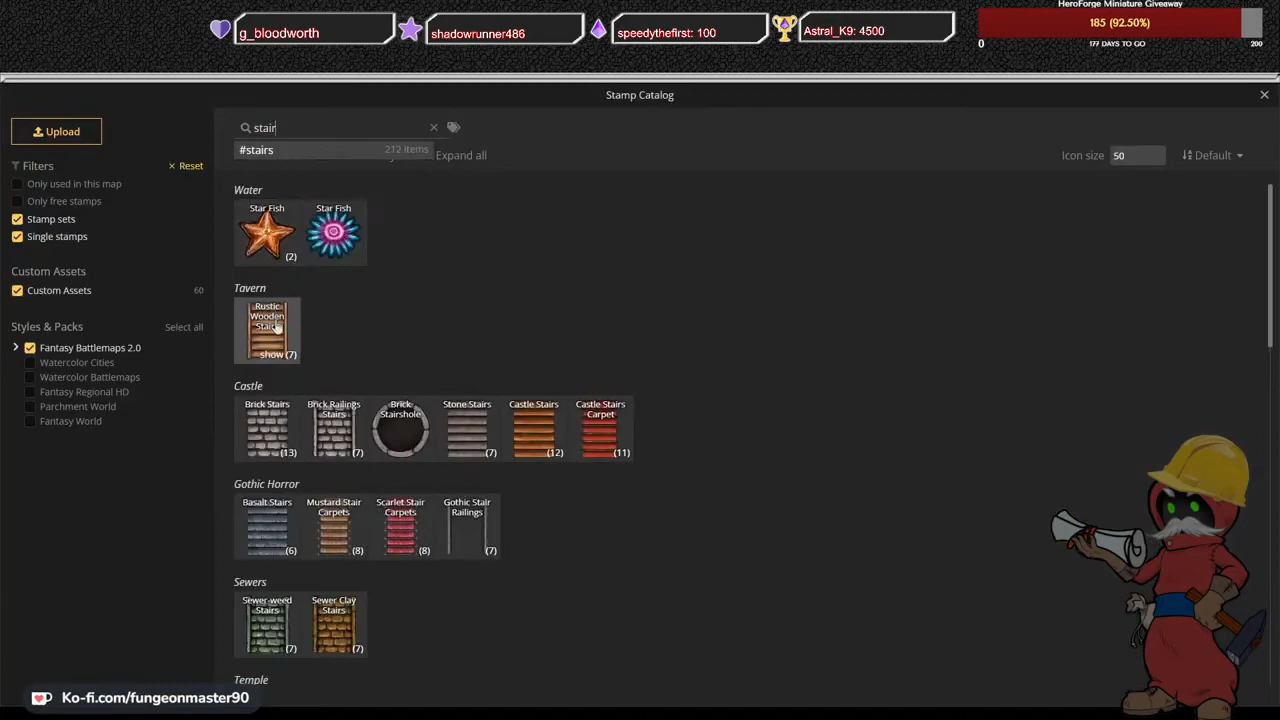 HeroForge Miniature Giveaway
g_bloodworth
shadowrunner486
speedythefirst: 100
Astral_K9: 4500
185 (92.50%)
0
177 DAYS TO GO
200
Stamp Catalog
Upload
stair
#stairs 212 items
Expand all
Icon size 50
Default
Filters
Reset
Only used in this map
Only free stamps
Stamp sets
Single stamps
Custom Assets
Custom Assets 60
Styles & Packs Select all
Fantasy Battlemaps 2.0
Watercolor Cities
Watercolor Battlemaps
Fantasy Regional HD
Parchment World
Fantasy World
Water
Star Fish
(2)
Star Fish
Tavern
Rustic
Wooden
show (7)
Castle
Brick Stairs
(13)
Brick Railings
Stairs
(7)
Brick
Stairshole
Stone Stairs
(7)
Castle Stairs
(12)
Castle Stairs
Carpet
(11)
Gothic Horror
Basalt Stairs
(6)
Mustard Stair
Carpets
(8)
Scarlet Stair
Carpets
(8)
Gothic Stair
Railings
(7)
Sewers
Sewer-weed
Stairs
(7)
Sewer Clay
Stairs
(7)
Temple
Ko-fi.com/fungeonmaster90